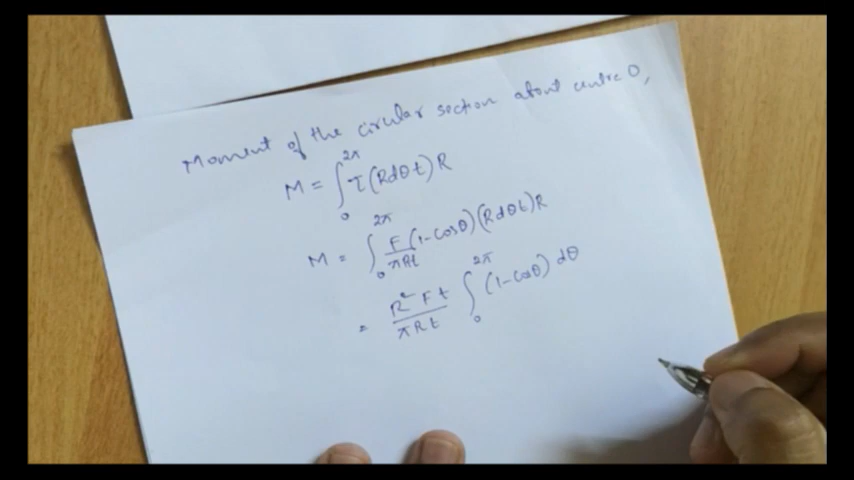 Moment of the circular section about centre O,
M = ∫₀^2π τ(Rdθt)R
M = ∫₀^2π F/πRt (1-cosθ)(Rdθt)R
= R²Ft/πRt ∫₀^2π (1-cosθ)dθ